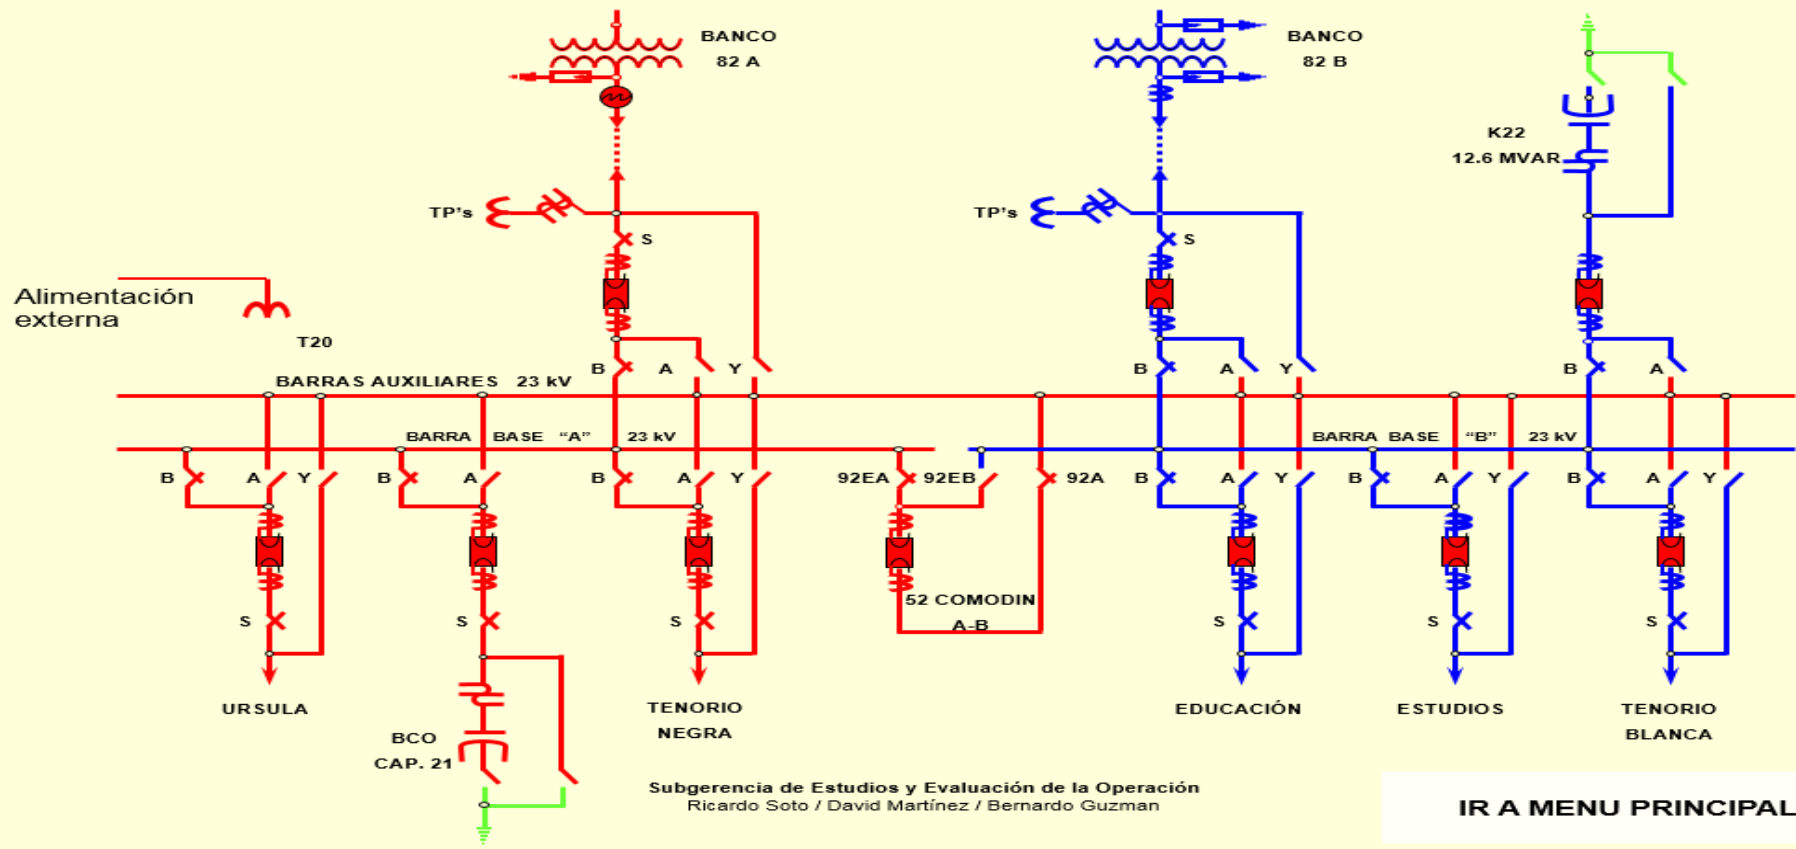 BANCO
82 A
BANCO
82 B
K22
12.6 MVAR
TP's
S
TP's
S
Alimentación
externa
T20
B A Y
B A Y
B A
BARRAS AUXILIARES 23 kV
BARRA BASE “A” 23 kV
BARRA BASE “B” 23 kV
B A Y B A B A Y 92EA 92EB 92A B A Y B A Y B A Y
52 COMODIN
A-B
S S S S S S
URSULA
TENORIO
NEGRA
EDUCACIÓN
ESTUDIOS
TENORIO
BLANCA
BCO
CAP. 21
Subgerencia de Estudios y Evaluación de la Operación
Ricardo Soto / David Martínez / Bernardo Guzman
IR A MENU PRINCIPAL